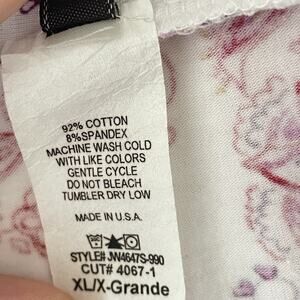 92% COTTON
8%SPANDEX
MACHINE WASH COLD
WITH LIKE COLORS
GENTLE CYCLE
DO NOT BLEACH
TUMBLER DRY LOW
MADE IN U.S.A.
STYLE# JW4647S-990
CUT# 4067-1
XL/X-Grande